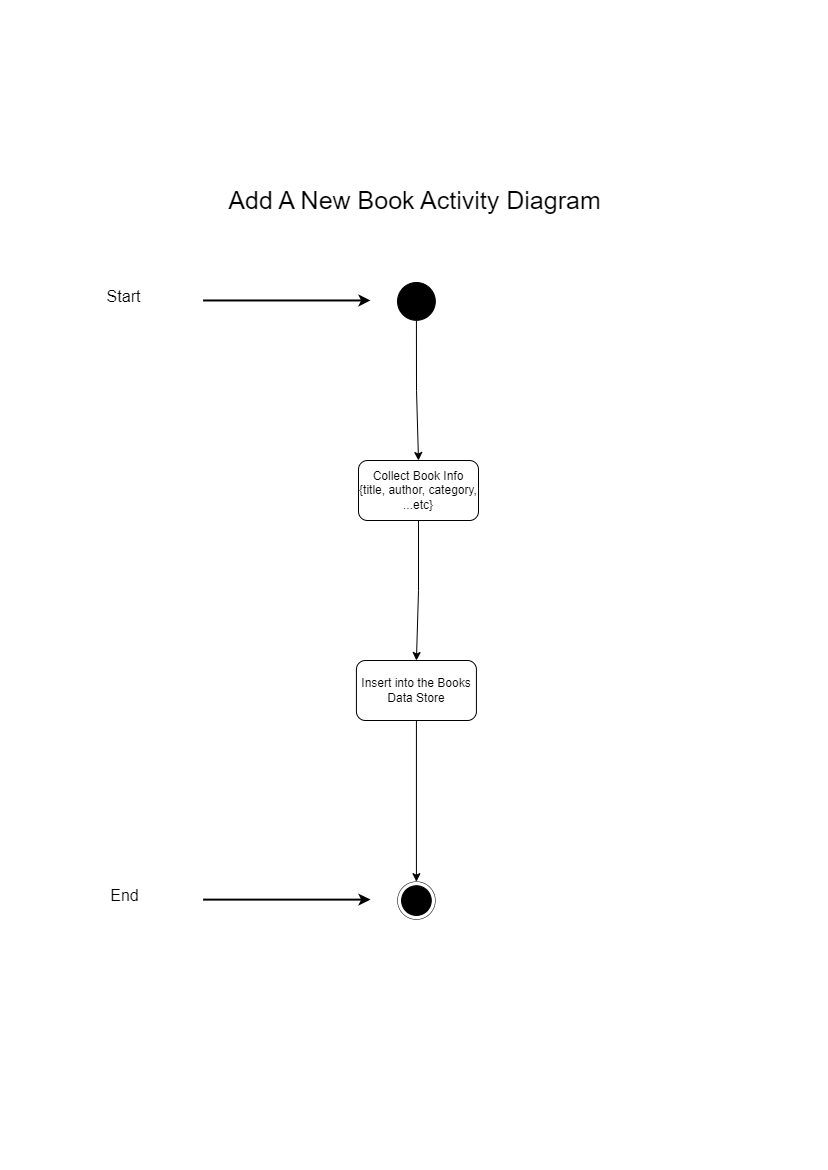 Add A New Book Activity Diagram
Start
Collect Book Info
{title, author, category,
...etc}
Insert into the Books
Data Store
End